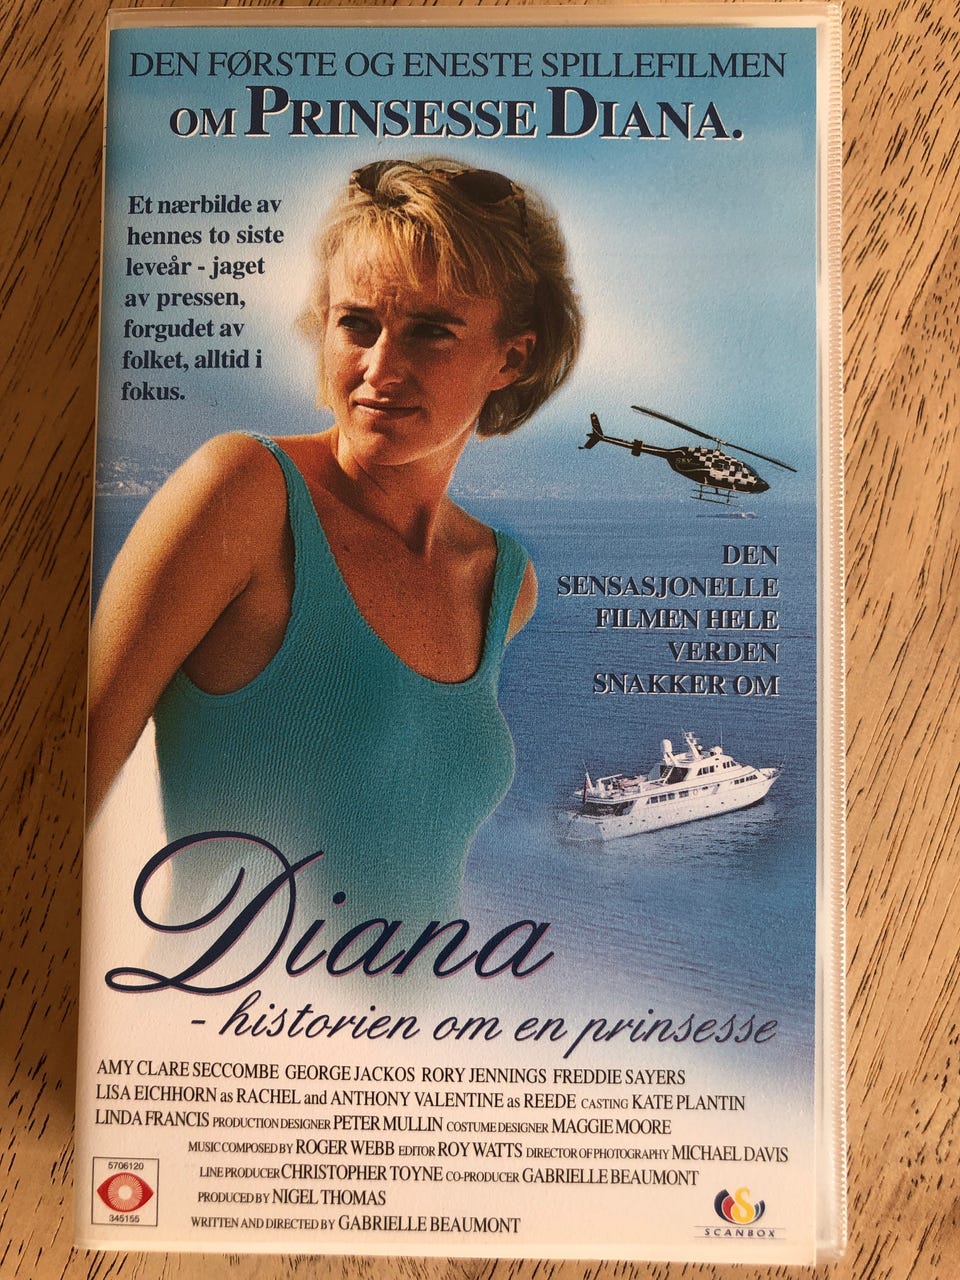 DEN FØRSTE OG ENESTE SPILLEFILMEN
OM PRINSESSE DIANA.
Et nærbilde av
hennes to siste
leveår - jaget
av pressen,
forgudet av
folket, alltid i
fokus.
SKY
DEN
SENSASJONELLE
FILMEN HELE
VERDEN
SNAKKER OM
Diana
- historien om en prinsesse
AMY CLARE SECCOMBE GEORGE JACKOS RORY JENNINGS FREDDIE SAYERS
LISA EICHHORN as RACHEL and ANTHONY VALENTINE as REEDE CASTING KATE PLANTIN
LINDA FRANCIS PRODUCTION DESIGNER PETER MULLIN COSTUME DESIGNER MAGGIE MOORE
MUSIC COMPOSED BY ROGER WEBB EDITOR ROY WATTS DIRECTOR OF PHOTOGRAPHY MICHAEL DAVIS
LINE PRODUCER CHRISTOPHER TOYNE CO-PRODUCER GABRIELLE BEAUMONT
PRODUCED BY NIGEL THOMAS
WRITTEN AND DIRECTED BY GABRIELLE BEAUMONT
5706120
345155
S
SCANBOX